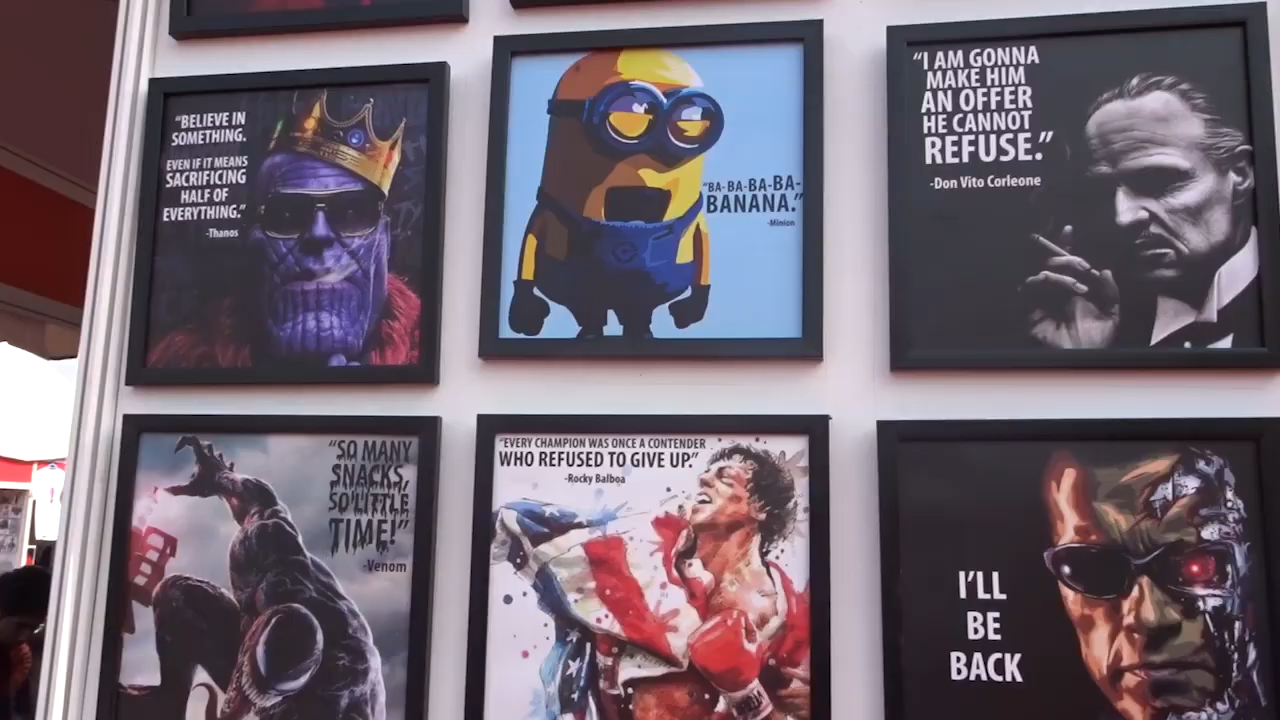 “BELIEVE IN
SOMETHING.
EVEN IF IT MEANS
SACRIFICING
HALF OF
EVERYTHING.”
-Thanos
“BA-BA-BA-BA-
BANANA.”
-Minion
“I AM GONNA
MAKE HIM
AN OFFER
HE CANNOT
REFUSE.”
-Don Vito Corleone
“SO MANY
SNACKS,
SO LITTLE
TIME!”
-Venom
“EVERY CHAMPION WAS ONCE A CONTENDER
WHO REFUSED TO GIVE UP.”
-Rocky Balboa
I’LL
BE
BACK